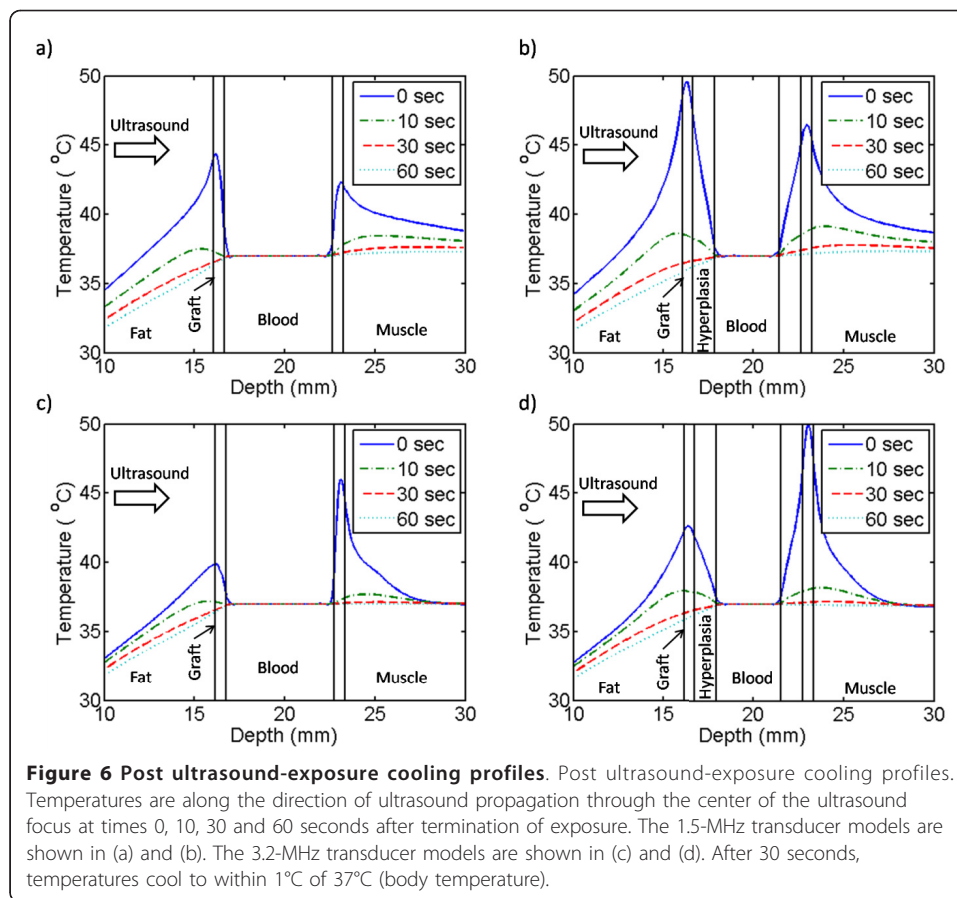 a)
50
45
40
35
30
Temperature ( °C)
Ultrasound
0 sec
10 sec
30 sec
60 sec
Fat
Graft
Blood
Muscle
10 15 20 25 30
Depth (mm)
b)
50
45
40
35
30
Temperature ( °C)
Ultrasound
0 sec
10 sec
30 sec
60 sec
Fat
Graft
Hyperplasia
Blood
Muscle
10 15 20 25 30
Depth (mm)
c)
50
45
40
35
30
Temperature ( °C)
Ultrasound
0 sec
10 sec
30 sec
60 sec
Fat
Graft
Blood
Muscle
10 15 20 25 30
Depth (mm)
d)
50
45
40
35
30
Temperature ( °C)
Ultrasound
0 sec
10 sec
30 sec
60 sec
Fat
Graft
Hyperplasia
Blood
Muscle
10 15 20 25 30
Depth (mm)
Figure 6 Post ultrasound-exposure cooling profiles. Post ultrasound-exposure cooling profiles.
Temperatures are along the direction of ultrasound propagation through the center of the ultrasound
focus at times 0, 10, 30 and 60 seconds after termination of exposure. The 1.5-MHz transducer models are
shown in (a) and (b). The 3.2-MHz transducer models are shown in (c) and (d). After 30 seconds,
temperatures cool to within 1°C of 37°C (body temperature).